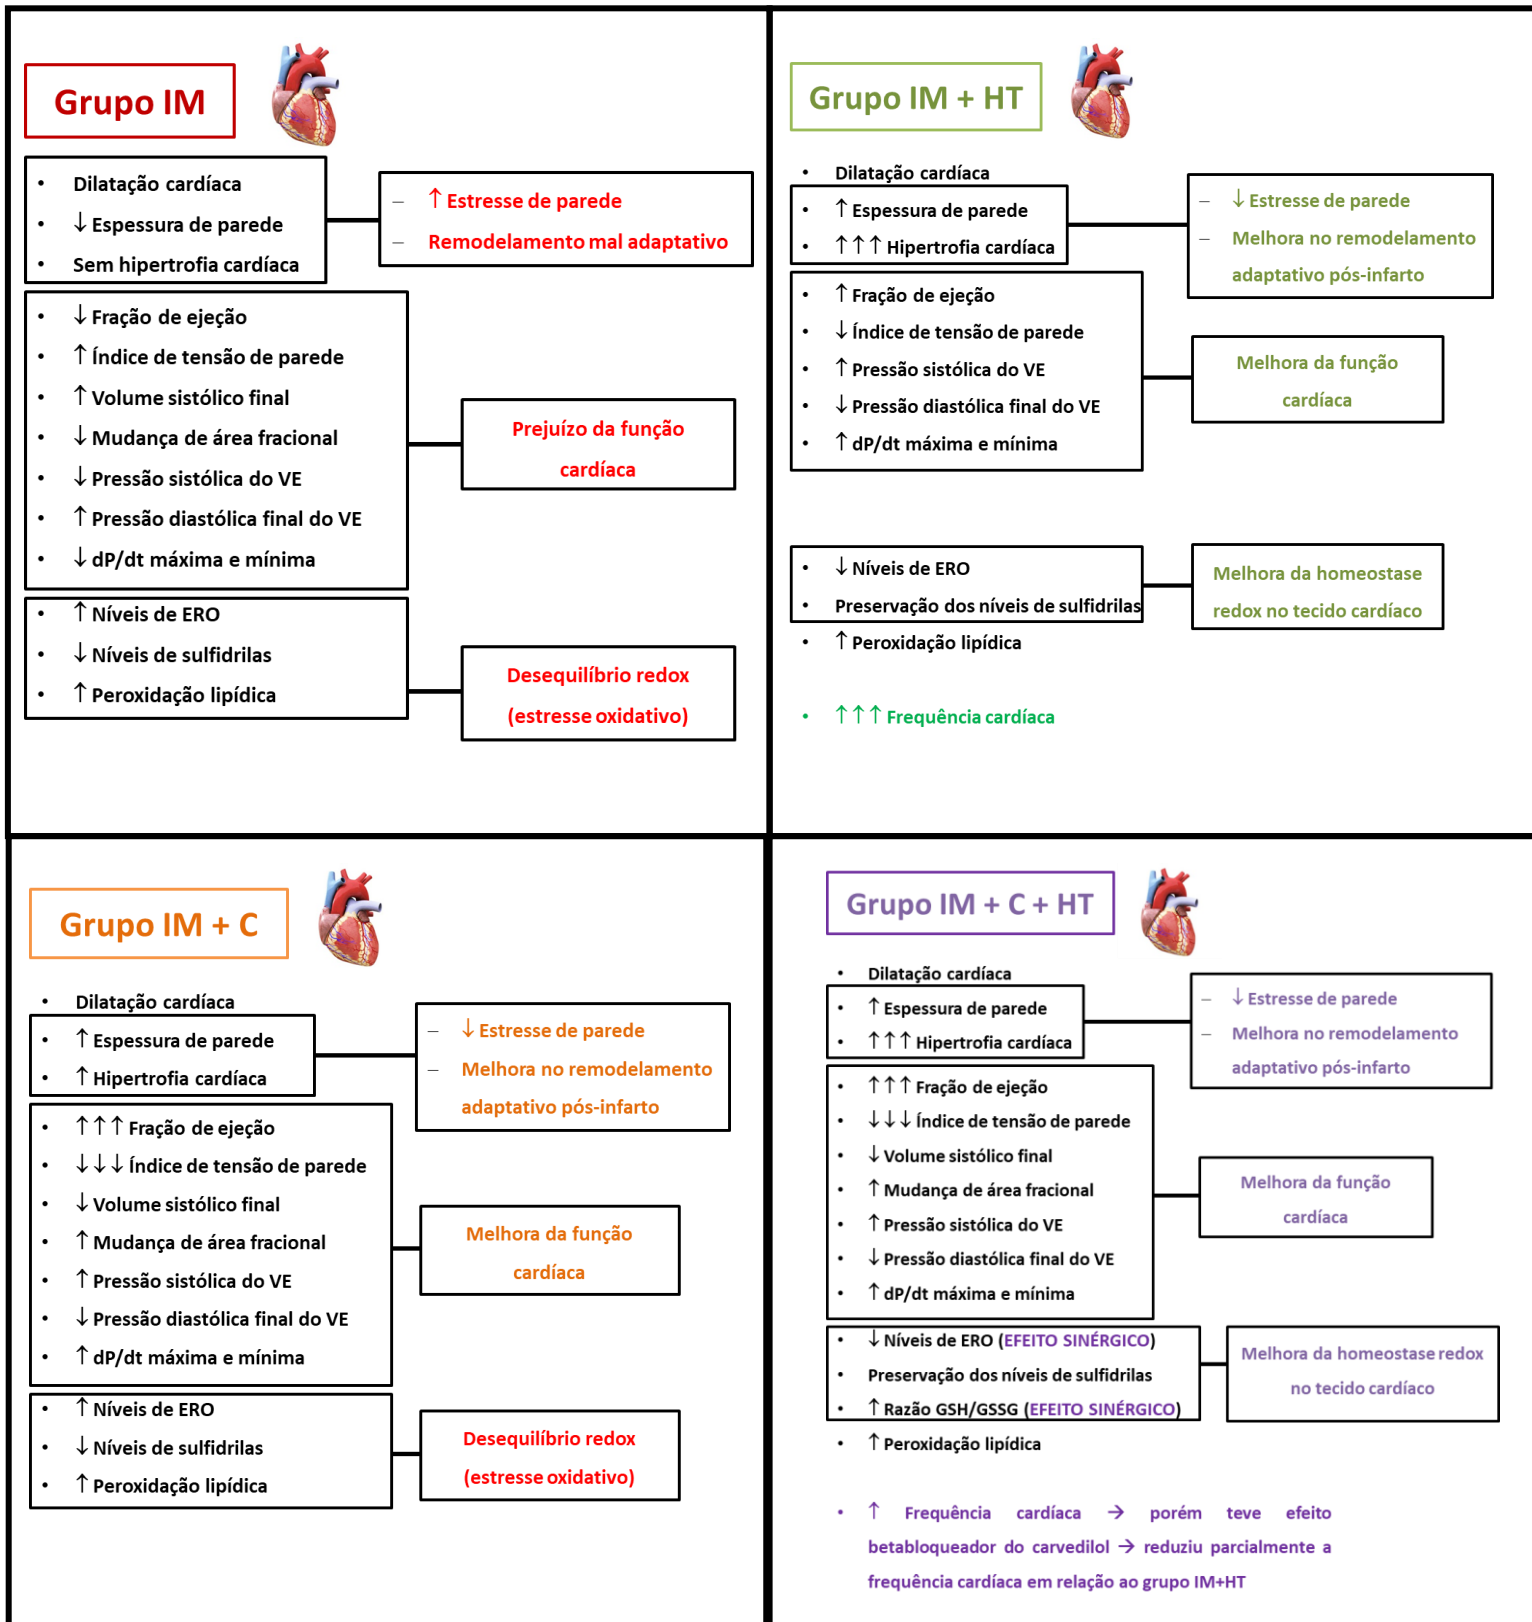 Grupo IM
• Dilatação cardíaca
• ↓ Espessura de parede
• Sem hipertrofia cardíaca
– ↑ Estresse de parede
– Remodelamento mal adaptativo
• ↓ Fração de ejeção
• ↑ Índice de tensão de parede
• ↑ Volume sistólico final
• ↓ Mudança de área fracional
• ↓ Pressão sistólica do VE
• ↑ Pressão diastólica final do VE
• ↓ dP/dt máxima e mínima
Prejuízo da função
cardíaca
• ↑ Níveis de ERO
• ↓ Níveis de sulfidrilas
• ↑ Peroxidação lipídica
Desequilíbrio redox
(estresse oxidativo)
Grupo IM + HT
• Dilatação cardíaca
• ↑ Espessura de parede
• ↑↑↑ Hipertrofia cardíaca
– ↓ Estresse de parede
– Melhora no remodelamento
adaptativo pós-infarto
• ↑ Fração de ejeção
• ↓ Índice de tensão de parede
• ↑ Pressão sistólica do VE
• ↓ Pressão diastólica final do VE
• ↑ dP/dt máxima e mínima
Melhora da função
cardíaca
• ↓ Níveis de ERO
• Preservação dos níveis de sulfidrilas
• ↑ Peroxidação lipídica
Melhora da homeostase
redox no tecido cardíaco
• ↑↑↑ Frequência cardíaca
Grupo IM + C
• Dilatação cardíaca
• ↑ Espessura de parede
• ↑ Hipertrofia cardíaca
– ↓ Estresse de parede
– Melhora no remodelamento
adaptativo pós-infarto
• ↑↑↑ Fração de ejeção
• ↓↓↓ Índice de tensão de parede
• ↓ Volume sistólico final
• ↑ Mudança de área fracional
• ↑ Pressão sistólica do VE
• ↓ Pressão diastólica final do VE
• ↑ dP/dt máxima e mínima
Melhora da função
cardíaca
• ↑ Níveis de ERO
• ↓ Níveis de sulfidrilas
• ↑ Peroxidação lipídica
Desequilíbrio redox
(estresse oxidativo)
Grupo IM + C + HT
• Dilatação cardíaca
• ↑ Espessura de parede
• ↑↑↑ Hipertrofia cardíaca
– ↓ Estresse de parede
– Melhora no remodelamento
adaptativo pós-infarto
• ↑↑↑ Fração de ejeção
• ↓↓↓ Índice de tensão de parede
• ↓ Volume sistólico final
• ↑ Mudança de área fracional
• ↑ Pressão sistólica do VE
• ↓ Pressão diastólica final do VE
• ↑ dP/dt máxima e mínima
Melhora da função
cardíaca
• ↓ Níveis de ERO (EFEITO SINÉRGICO)
• Preservação dos níveis de sulfidrilas
• ↑ Razão GSH/GSSG (EFEITO SINÉRGICO)
• ↑ Peroxidação lipídica
Melhora da homeostase redox
no tecido cardíaco
• ↑ Frequência cardíaca → porém teve efeito
betabloqueador do carvedilol → reduziu parcialmente a
frequência cardíaca em relação ao grupo IM+HT